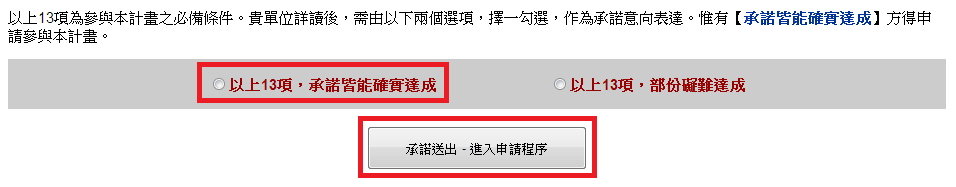 以上13項為參與本計畫之必備條件。貴單位詳讀後，需由以下兩個選項，擇一勾選，作為承諾意向表達。惟有【承諾皆能確實達成】方得申
請參與本計畫。
以上13項，承諾皆能確實達成 以上13項，部份礙難達成
承諾送出 - 進入申請程序